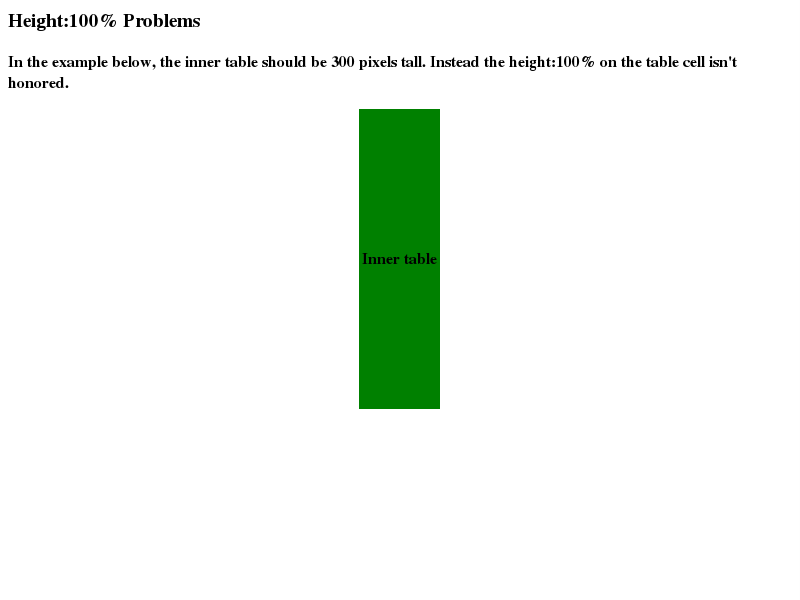 Height:100% Problems
In the example below, the inner table should be 300 pixels tall. Instead the height:100% on the table cell isn't
honored.
Inner table